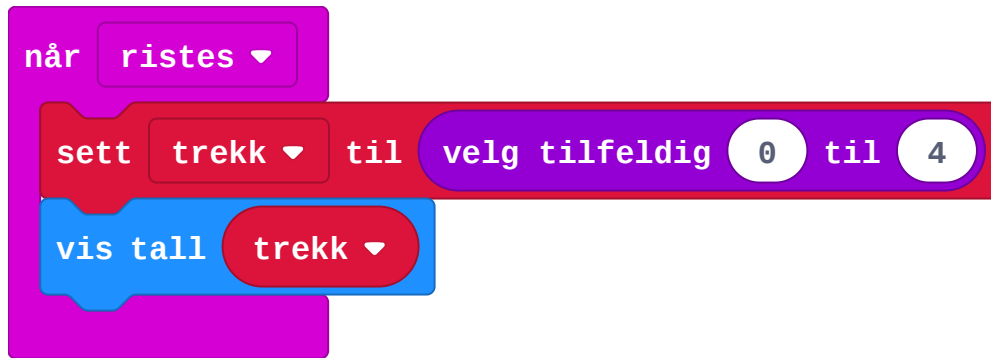 når ristes
sett trekk til velg tilfeldig 0 til 4
vis tall trekk